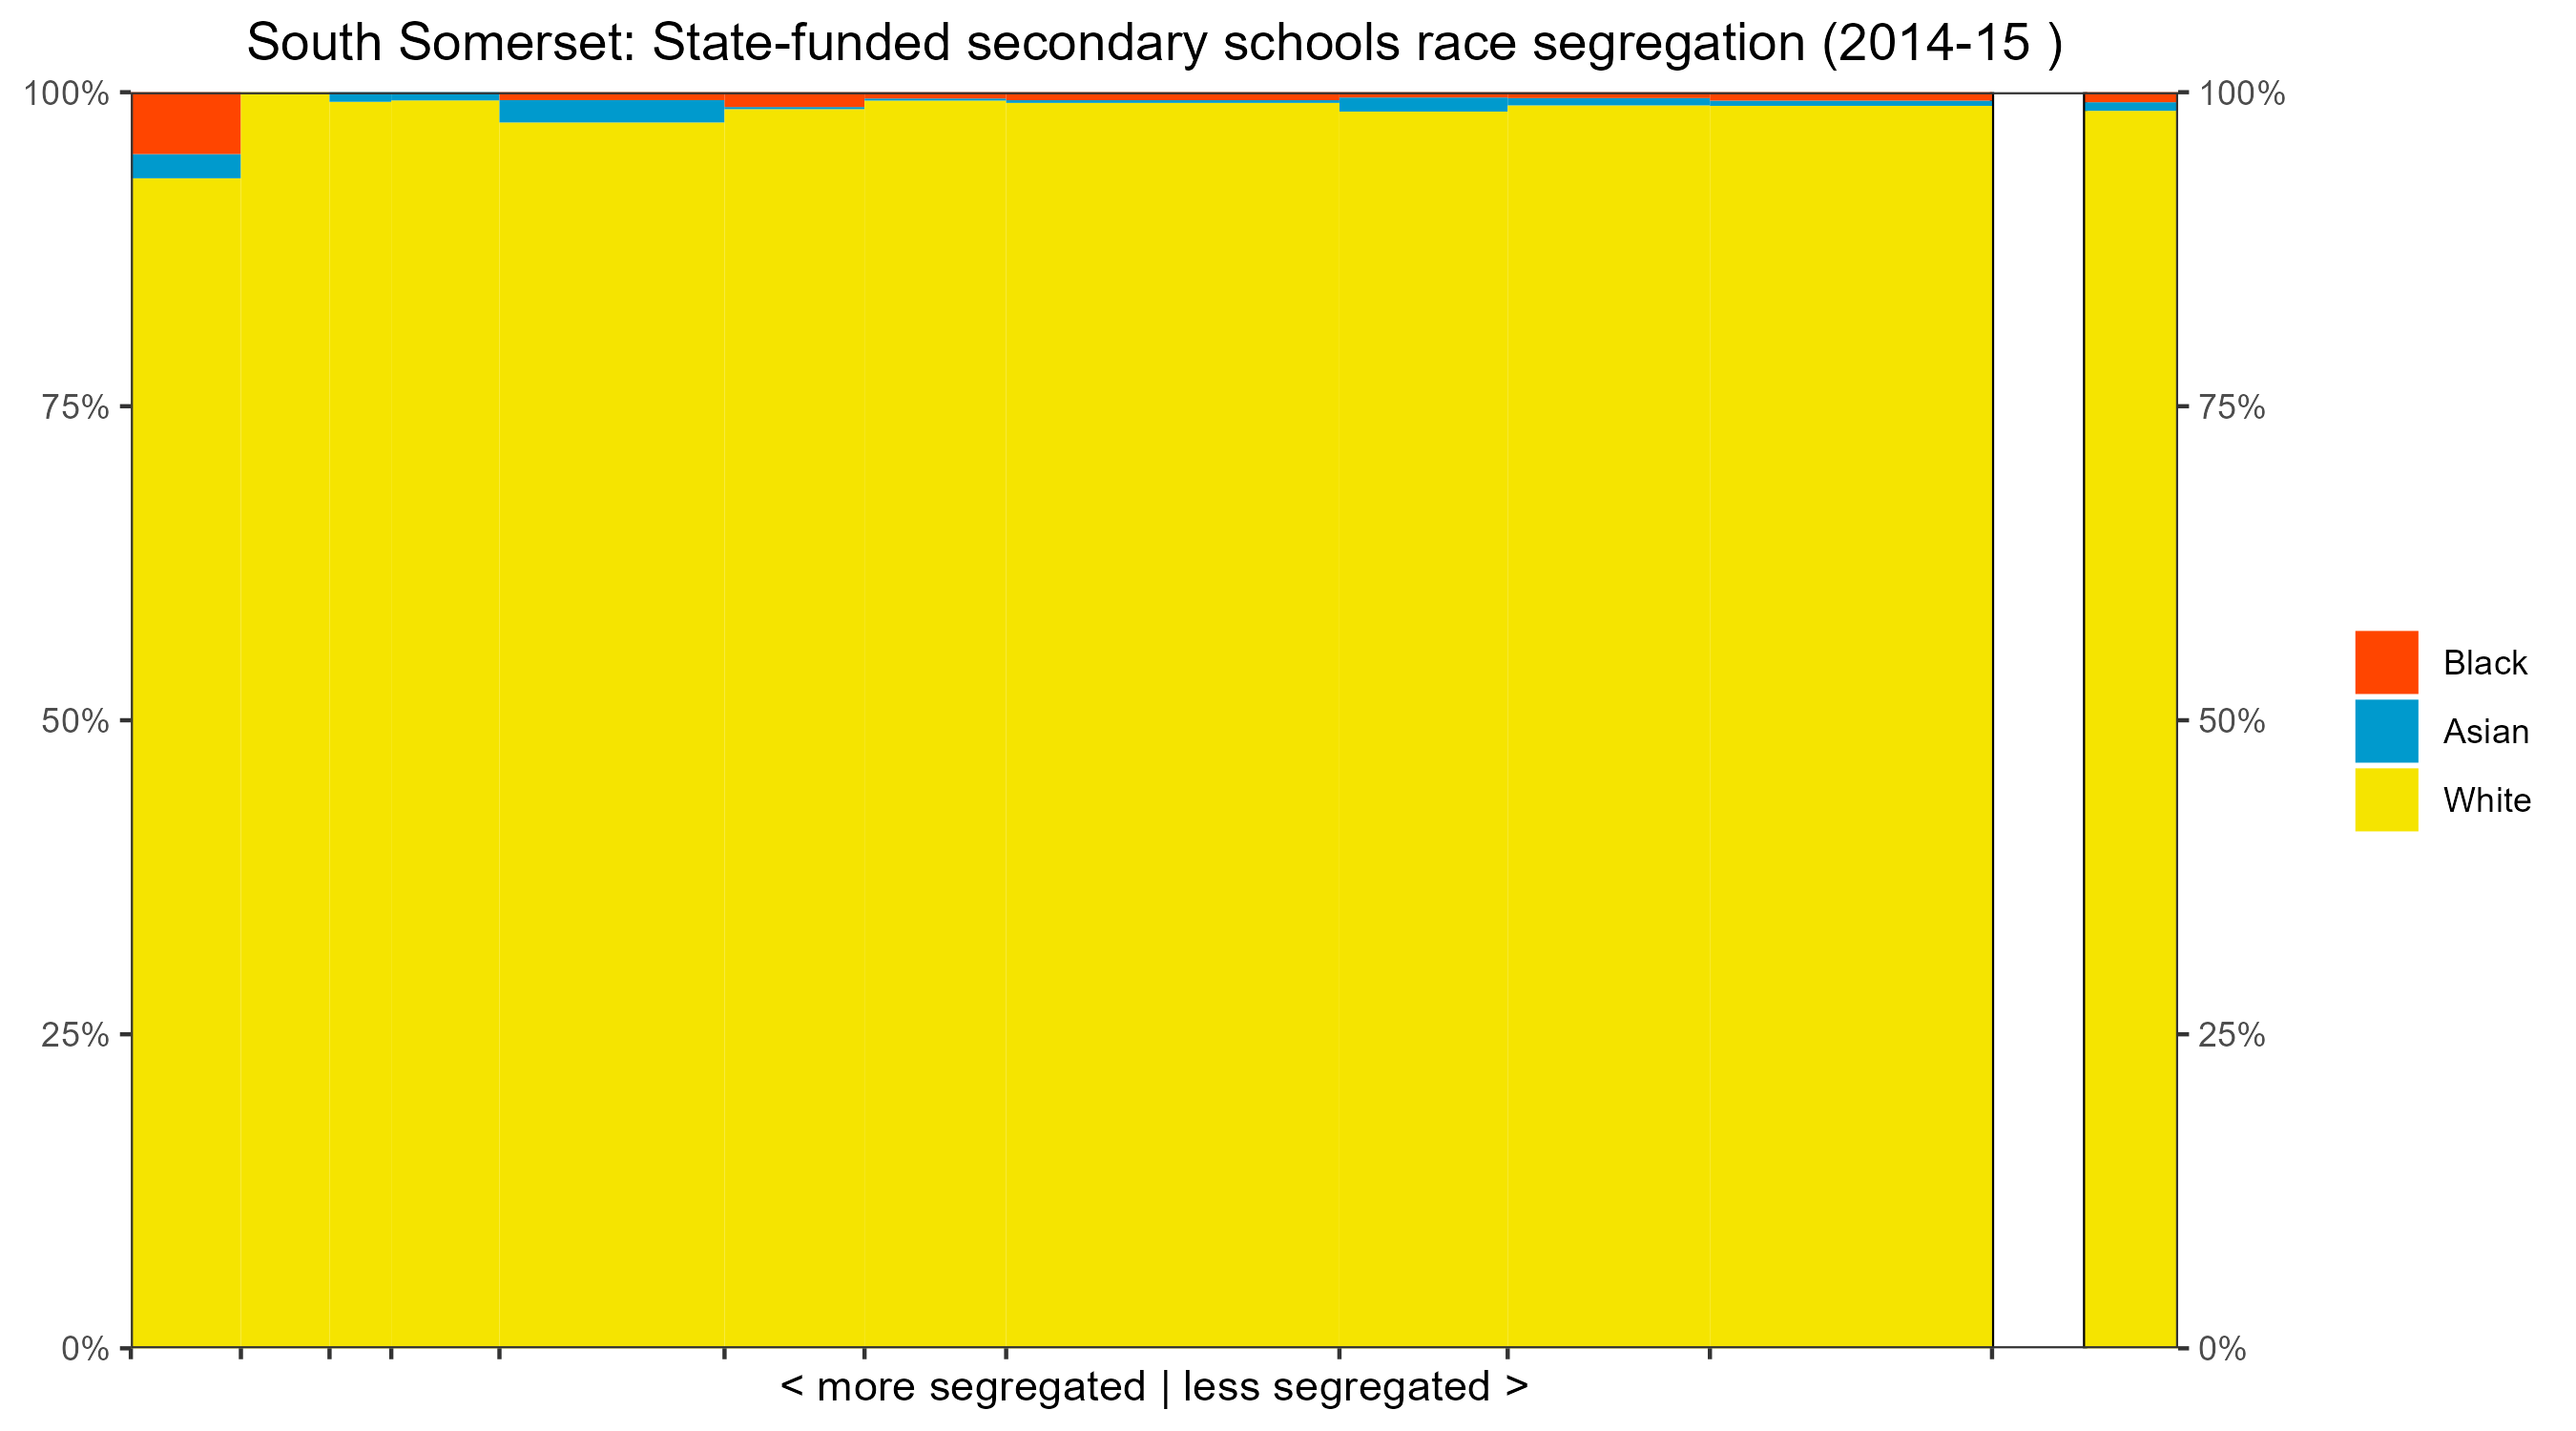 South Somerset: State-funded secondary schools race segregation (2014-15 )
100%
75%
50%
25%
0%
100%
75%
50%
25%
0%
Black
Asian
White
< more segregated | less segregated >